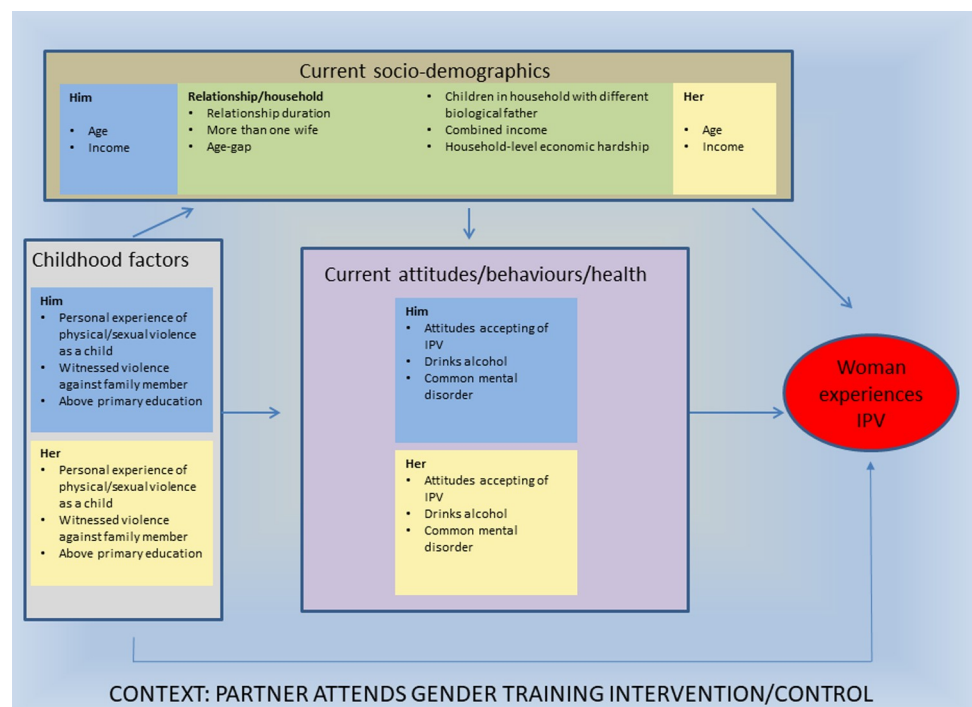 Current socio-demographics
Him
• Age
• Income
Relationship/household
• Relationship duration
• More than one wife
• Age-gap
• Children in household with different
biological father
• Combined income
• Household-level economic hardship
Her
• Age
• Income
Childhood factors
Him
• Personal experience of
physical/sexual violence
as a child
• Witnessed violence
against family member
• Above primary education
Her
• Personal experience of
physical/sexual violence
as a child
• Witnessed violence
against family member
• Above primary education
Current attitudes/behaviours/health
Him
• Attitudes accepting of
IPV
• Drinks alcohol
• Common mental
disorder
Her
• Attitudes accepting of
IPV
• Drinks alcohol
• Common mental
disorder
Woman
experiences
IPV
CONTEXT: PARTNER ATTENDS GENDER TRAINING INTERVENTION/CONTROL